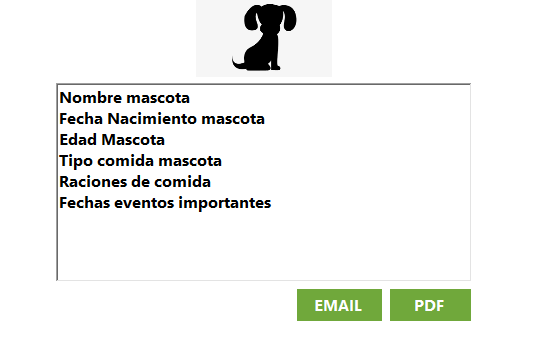 Nombre mascota
Fecha Nacimiento mascota
Edad Mascota
Tipo comida mascota
Raciones de comida
Fechas eventos importantes
EMAIL PDF